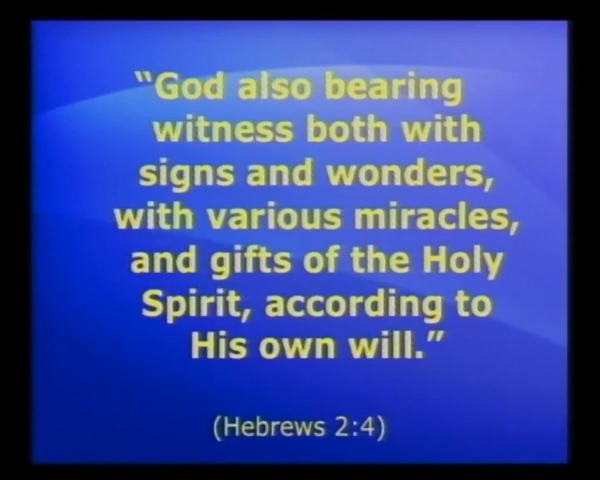 “God also bearing
witness both with
signs and wonders,
with various miracles,
and gifts of the Holy
Spirit, according to
His own will.”
(Hebrews 2:4)